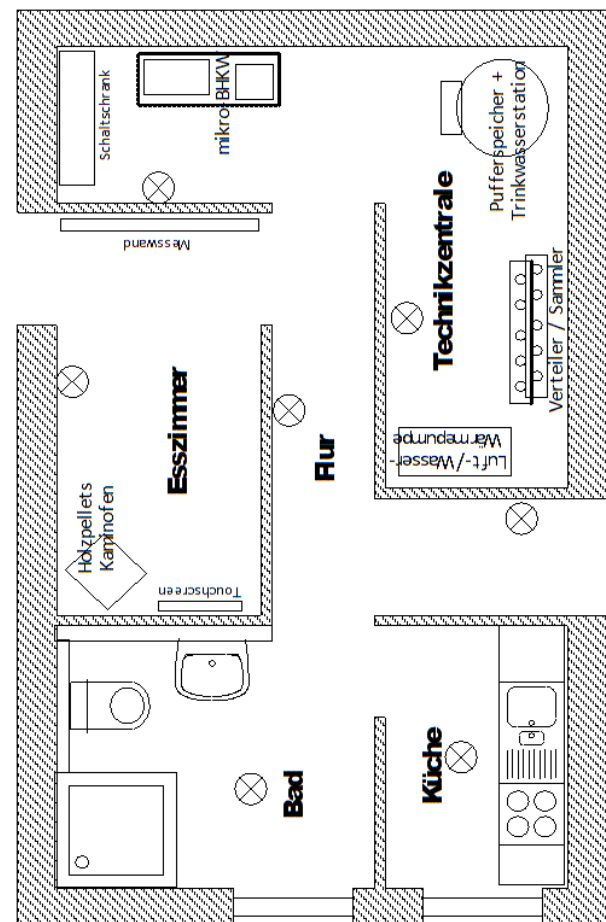 Schaltschrank
mikro-BHKW
Pufferspeicher +
Trinkwasserstation
Messwand
Technikzentrale
Verteiler / Sammler
Esszimmer
Flur
Luft-/Wasser-
Wärmepumpe
Holzpellets
Kaminofen
Touchscreen
Bad
Küche